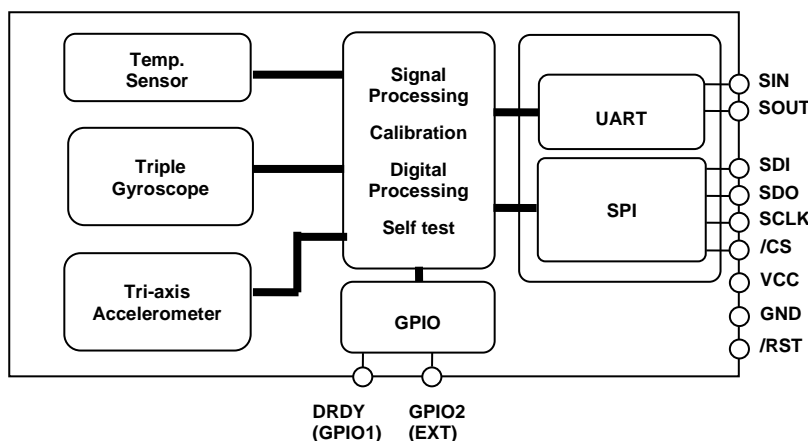 Temp.
Sensor
Triple
Gyroscope
Tri-axis
Accelerometer
Signal
Processing
Calibration
Digital
Processing
Self test
GPIO
UART
SPI
SIN
SOUT
SDI
SDO
SCLK
/CS
VCC
GND
/RST
DRDY
(GPIO1)
GPIO2
(EXT)